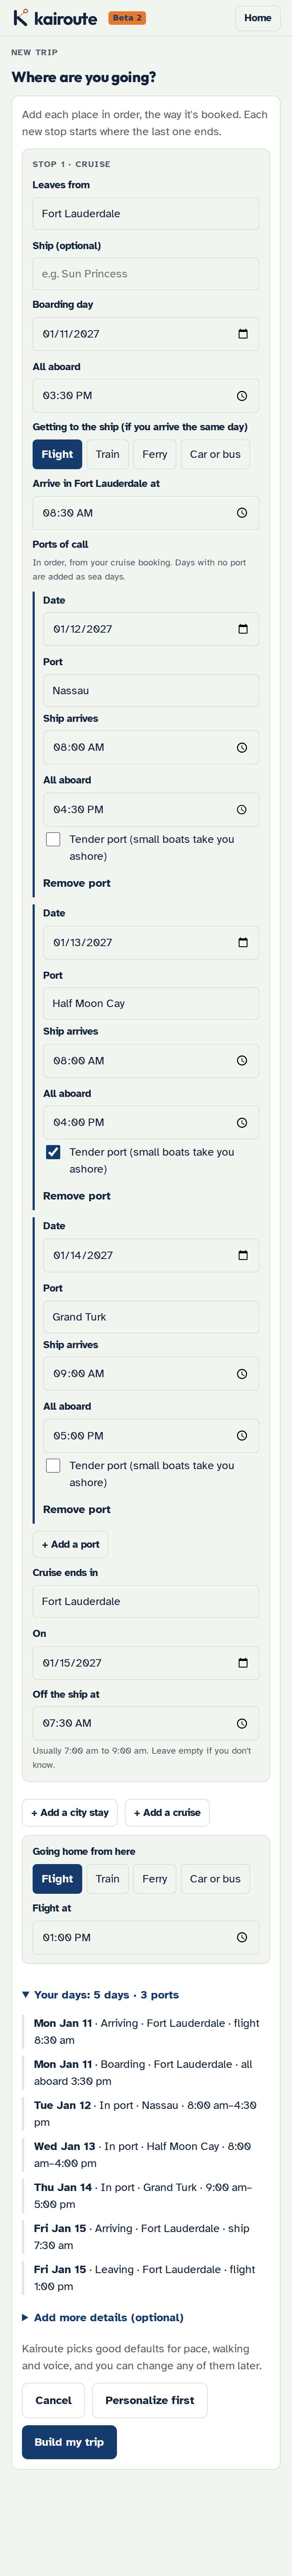 kairoute Beta 2 Home
NEW TRIP
Where are you going?
Add each place in order, the way it's booked. Each
new stop starts where the last one ends.
STOP 1 · CRUISE
Leaves from
Fort Lauderdale
Ship (optional)
e.g. Sun Princess
Boarding day
01/11/2027
All aboard
03:30 PM
Getting to the ship (if you arrive the same day)
Flight Train Ferry Car or bus
Arrive in Fort Lauderdale at
08:30 AM
Ports of call
In order, from your cruise booking. Days with no port
are added as sea days.
Date
01/12/2027
Port
Nassau
Ship arrives
08:00 AM
All aboard
04:30 PM
Tender port (small boats take you
ashore)
Remove port
Date
01/13/2027
Port
Half Moon Cay
Ship arrives
08:00 AM
All aboard
04:00 PM
Tender port (small boats take you
ashore)
Remove port
Date
01/14/2027
Port
Grand Turk
Ship arrives
09:00 AM
All aboard
05:00 PM
Tender port (small boats take you
ashore)
Remove port
+ Add a port
Cruise ends in
Fort Lauderdale
On
01/15/2027
Off the ship at
07:30 AM
Usually 7:00 am to 9:00 am. Leave empty if you don't
know.
+ Add a city stay + Add a cruise
Going home from here
Flight Train Ferry Car or bus
Flight at
01:00 PM
Your days: 5 days · 3 ports
Mon Jan 11 · Arriving · Fort Lauderdale · flight
8:30 am
Mon Jan 11 · Boarding · Fort Lauderdale · all
aboard 3:30 pm
Tue Jan 12 · In port · Nassau · 8:00 am–4:30
pm
Wed Jan 13 · In port · Half Moon Cay · 8:00
am–4:00 pm
Thu Jan 14 · In port · Grand Turk · 9:00 am–
5:00 pm
Fri Jan 15 · Arriving · Fort Lauderdale · ship
7:30 am
Fri Jan 15 · Leaving · Fort Lauderdale · flight
1:00 pm
Add more details (optional)
Kairoute picks good defaults for pace, walking
and voice, and you can change any of them later.
Cancel Personalize first
Build my trip